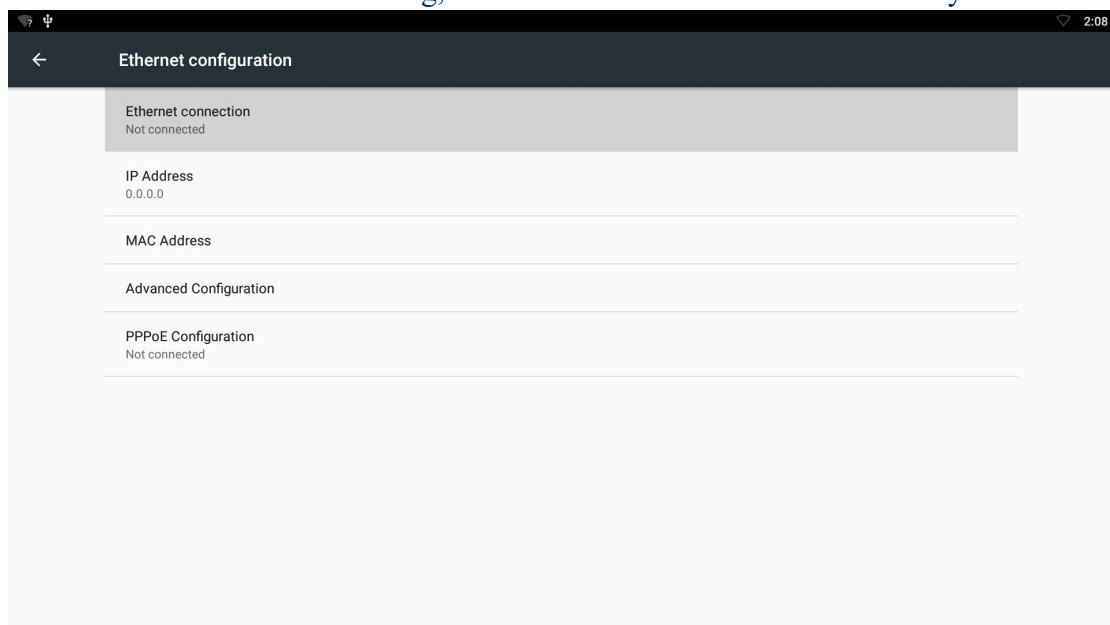 2:08
Ethernet configuration
Ethernet connection
Not connected
IP Address
0.0.0.0
MAC Address
Advanced Configuration
PPPoE Configuration
Not connected